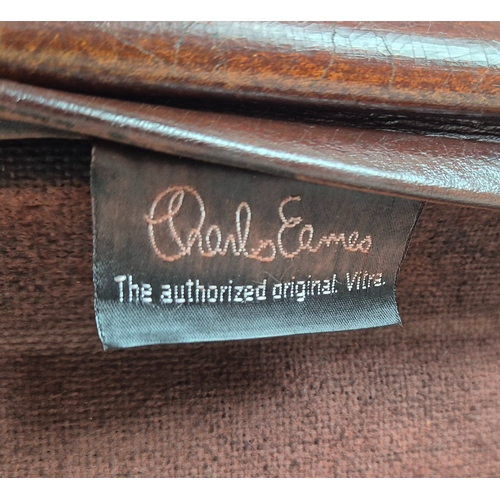 Charles Eames
The authorized original. Vitra.